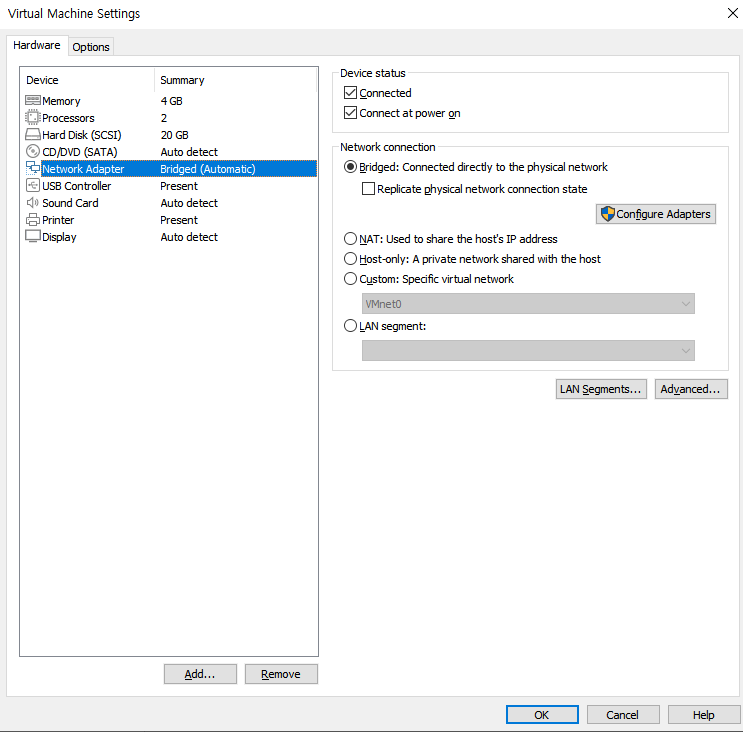 Virtual Machine Settings
Hardware
Options
Device Summary
Memory 4 GB
Processors 2
Hard Disk (SCSI) 20 GB
CD/DVD (SATA) Auto detect
Network Adapter Bridged (Automatic)
USB Controller Present
Sound Card Auto detect
Printer Present
Display Auto detect
Add...
Remove
Device status
Connected
Connect at power on
Network connection
Bridged: Connected directly to the physical network
Replicate physical network connection state
Configure Adapters
NAT: Used to share the host's IP address
Host-only: A private network shared with the host
Custom: Specific virtual network
VMnet0
LAN segment:
LAN Segments...
Advanced...
OK
Cancel
Help